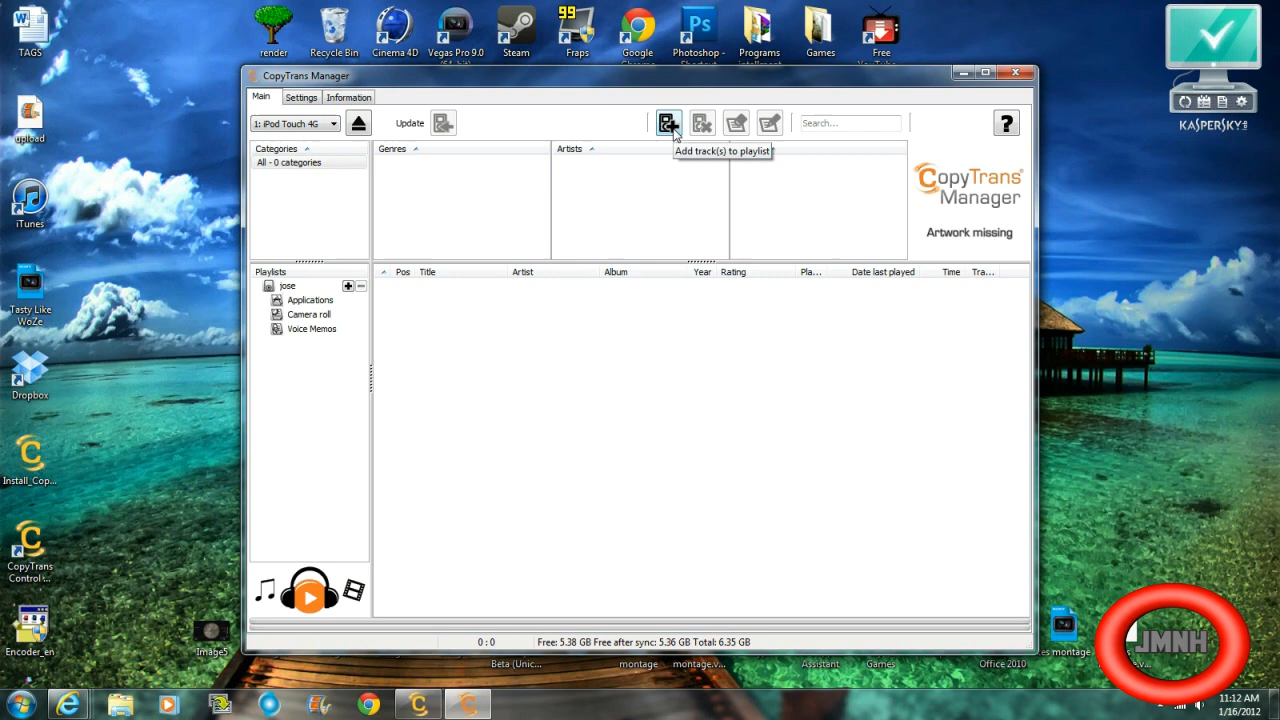 TAGS
render
Recycle Bin
Cinema 4D
Vegas Pro 9.0
Steam
99
Fraps
Google
Photoshop -
Programs
Games
Free
upload
iTunes
Tasty Like
WoZe
Dropbox
Install_Cop...
CopyTrans
Control ...
Encoder_en
Image5
KASPERSKY
CopyTrans Manager
Main
Settings
Information
1: iPod Touch 4G
Update
Search...
?
Add track(s) to playlist
Categories
All - 0 categories
Genres
Artists
CopyTrans®
Manager
Artwork missing
Playlists
jose
Applications
Camera roll
Voice Memos
Pos Title Artist Album Year Rating Pla... Date last played Time Tra...
0 : 0
Free: 5.38 GB Free after sync: 5.36 GB Total: 6.35 GB
Beta (Unic...
montage
montage.v...
Assistant
Games
Office 2010
es montage
JMNH
11:12 AM
1/16/2012